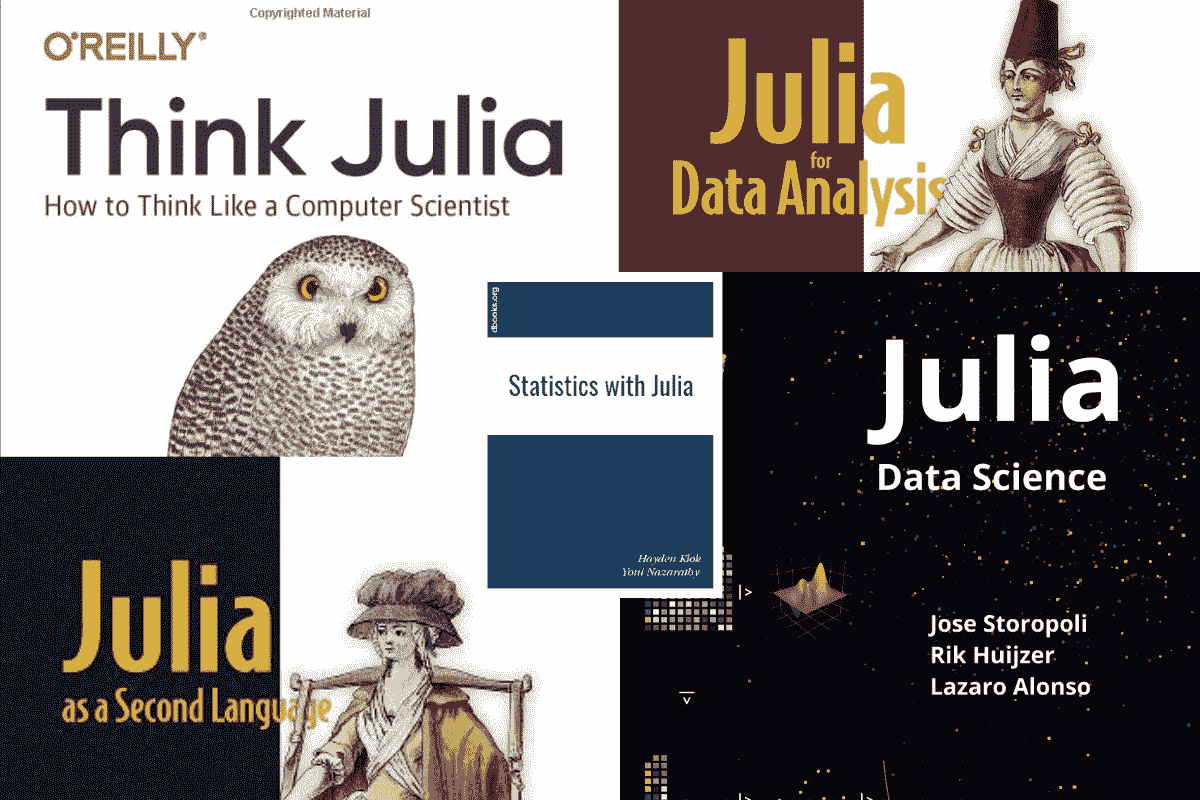 Copyrighted Material
O'REILLY®
Think Julia
How to Think Like a Computer Scientist
Julia
for
Data Analysis
dbooks.org
Statistics with Julia
Hayden Klok
Yoni Nazarathy
Julia
Data Science
|>
Jose Storopoli
Rik Huijzer
Lazaro Alonso
Julia
as a Second Language
|>
|>
|>